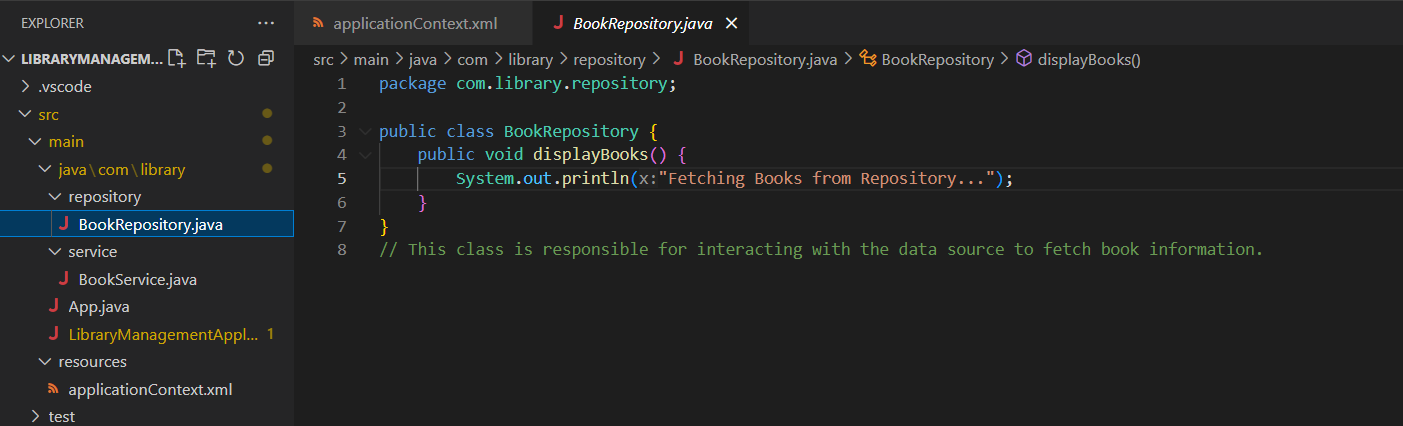 EXPLORER
LIBRARYMANAGEM...
.vscode
src
main
java\com\library
repository
BookRepository.java
service
BookService.java
App.java
LibraryManagementAppl... 1
resources
applicationContext.xml
test
applicationContext.xml
BookRepository.java
src > main > java > com > library > repository > BookRepository.java > BookRepository > displayBooks()
1 package com.library.repository;
2
3 public class BookRepository {
4 public void displayBooks() {
5 System.out.println(x:"Fetching Books from Repository...");
6 }
7 }
8 // This class is responsible for interacting with the data source to fetch book information.